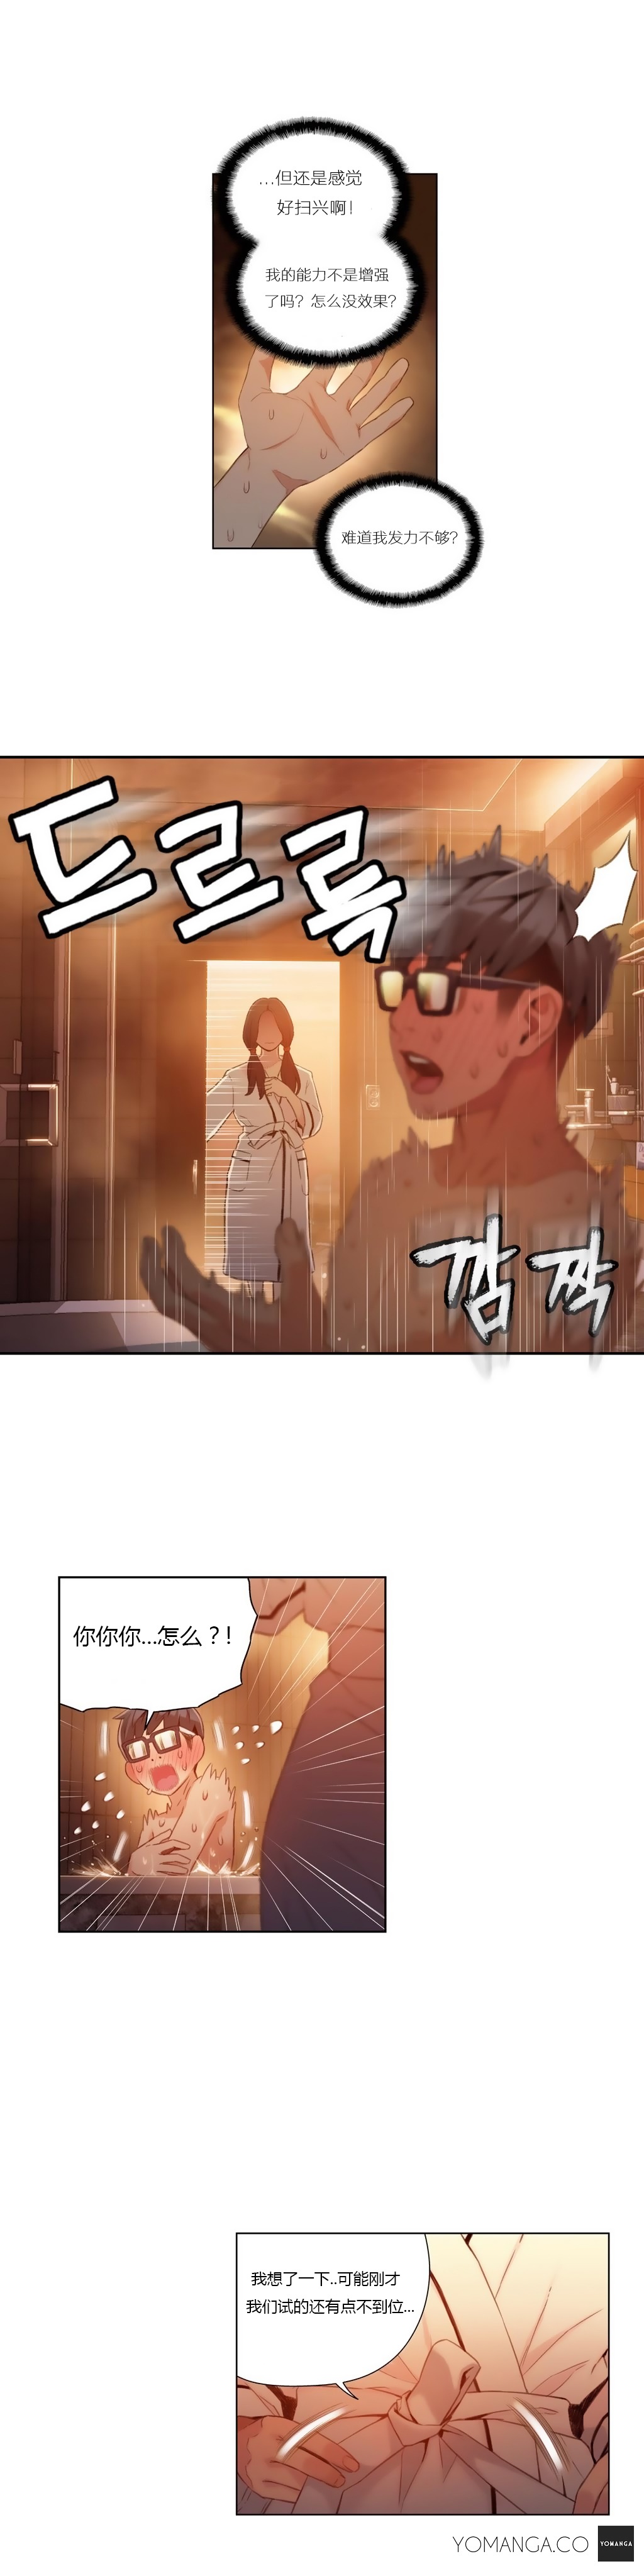 ...但还是感觉
好扫兴啊！
我的能力不是增强
了吗？怎么没效果？
难道我发力不够？
드르륵
깜짝
你你你...怎么？！
我想了一下..可能刚才
我们试的还有点不到位...
YOMANGA.CO
YOMANGA